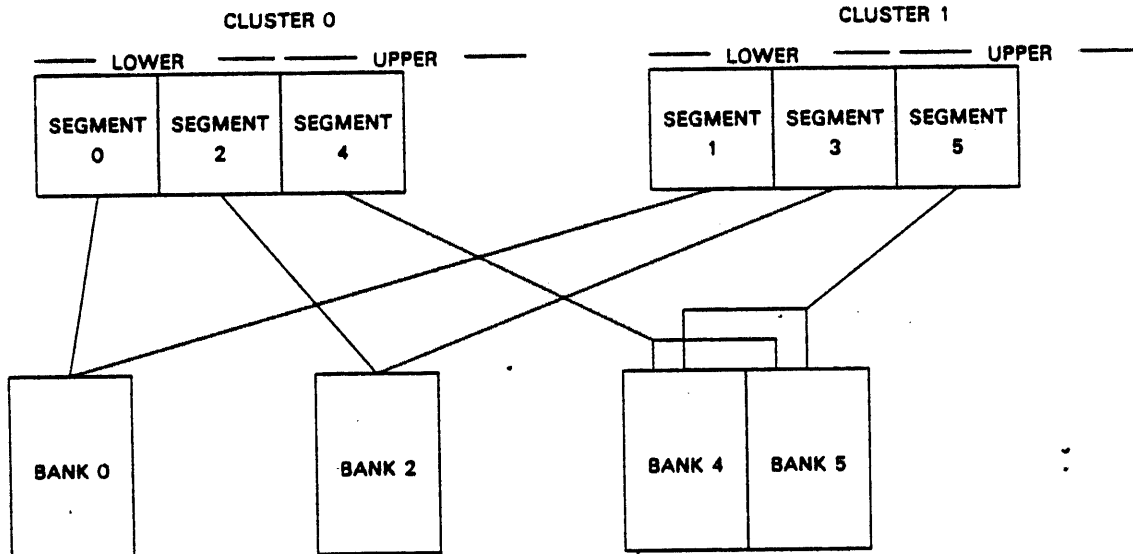 CLUSTER 0
CLUSTER 1
LOWER UPPER
LOWER UPPER
SEGMENT 0
SEGMENT 2
SEGMENT 4
SEGMENT 1
SEGMENT 3
SEGMENT 5
BANK 0
BANK 2
BANK 4
BANK 5